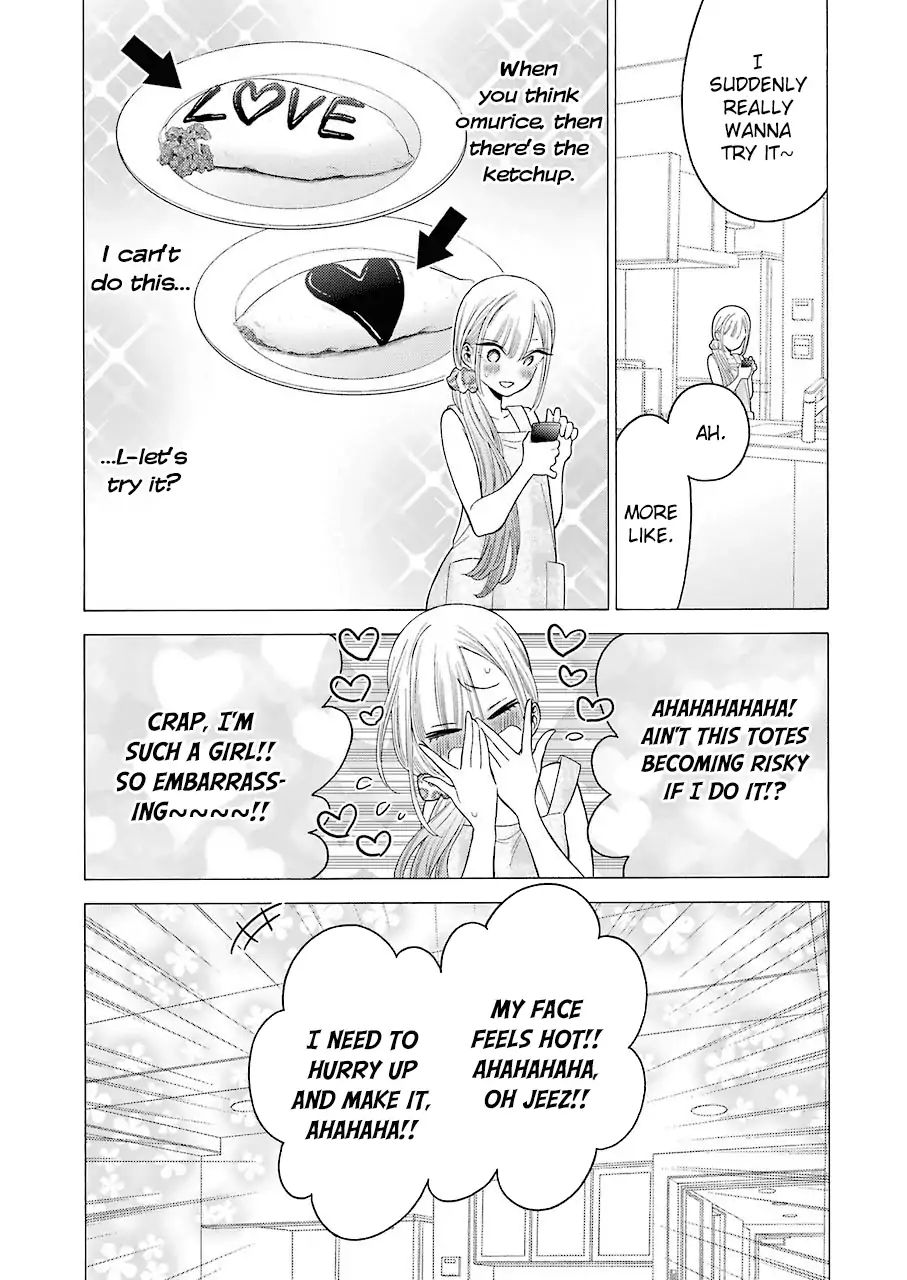 I
SUDDENLY
REALLY
WANNA
TRY IT~
AH.
MORE
LIKE.
When
you think
omurice, then
there's the
ketchup.
LOVE
I can't
do this...
...L-let's
try it?
AHAHAHAHAHA!
AIN'T THIS TOTES
BECOMING RISKY
IF I DO IT!?
CRAP, I'M
SUCH A GIRL!!
SO EMBARRASS-
ING~~~~!!
MY FACE
FEELS HOT!!
AHAHAHAHA,
OH JEEZ!!
I NEED TO
HURRY UP
AND MAKE IT,
AHAHAHA!!